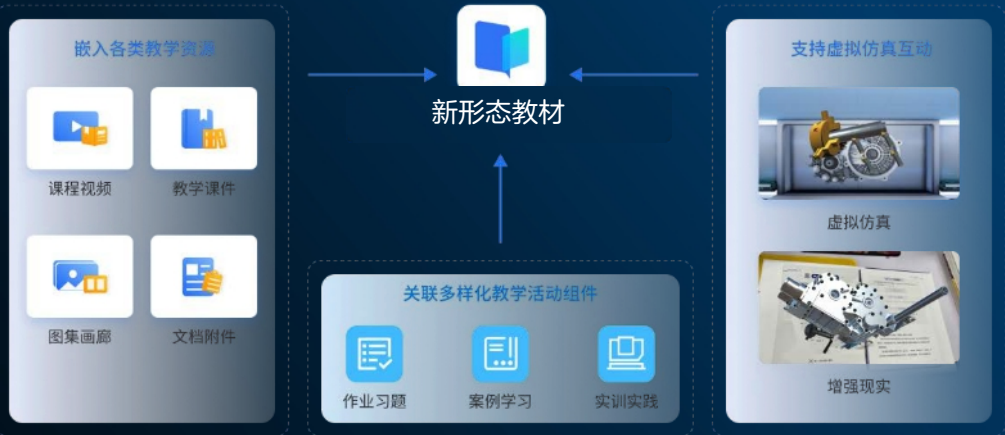 嵌入各类教学资源
课程视频
教学课件
图集画廊
文档附件
新形态教材
关联多样化教学活动组件
作业习题
案例学习
实训实践
支持虚拟仿真互动
虚拟仿真
增强现实